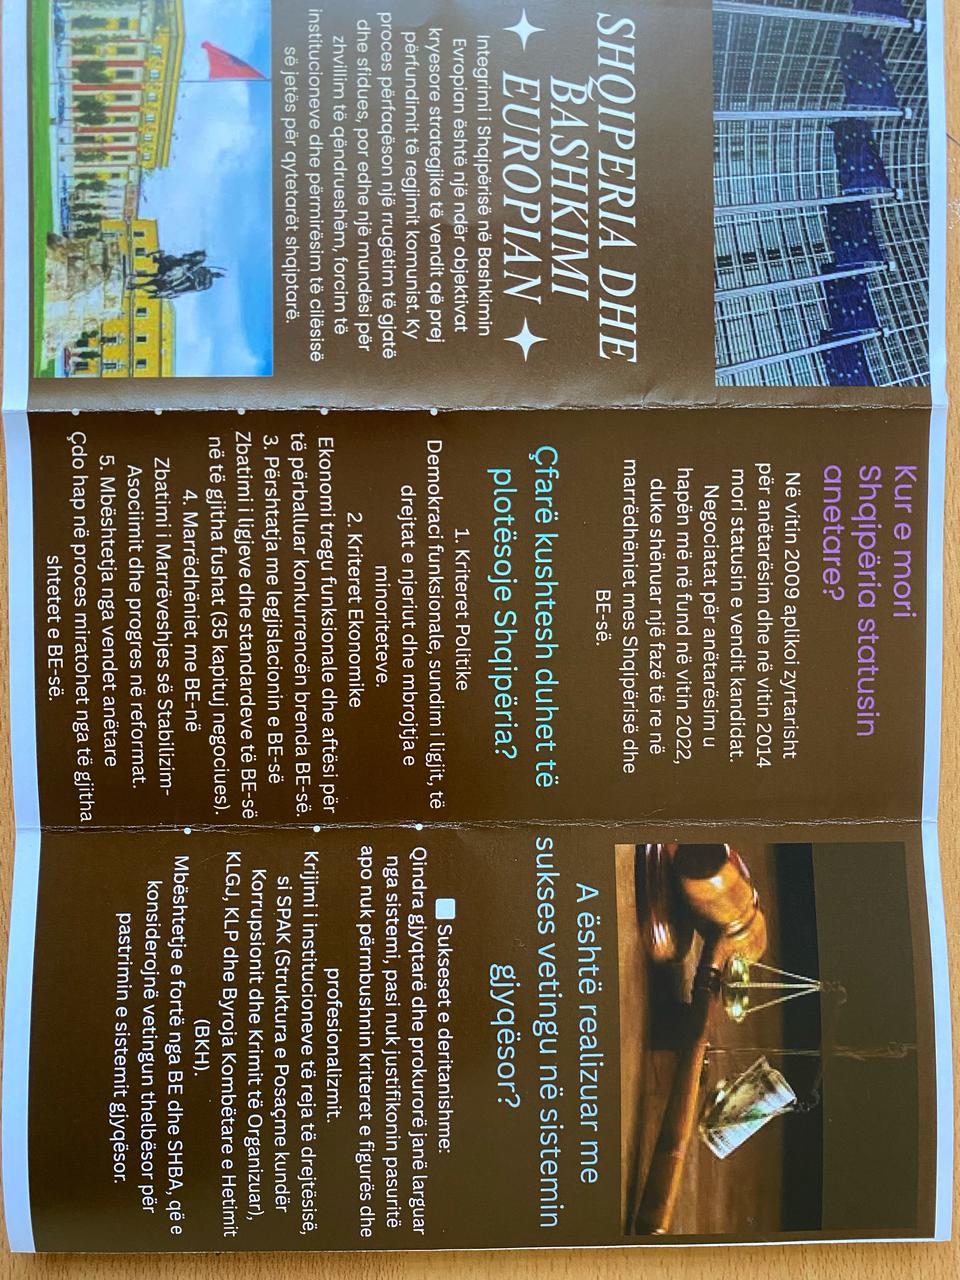 SHQIPERIA DHE
BASHKIMI
EUROPIAN
Integrimi i Shqipërisë në Bashkimin
Evropian është një ndër objektivat
kryesore strategjike të vendit që prej
përfundimit të regjimit komunist. Ky
proces përfaqëson një rrugëtim të gjatë
dhe sfidues, por edhe një mundësi për
zhvillim të qëndrueshëm, forcim të
institucioneve dhe përmirësim të cilësisë
së jetës për qytetarët shqiptarë.
Kur e mori
Shqipëria statusin
anetare?
Në vitin 2009 aplikoi zyrtarisht
për anëtarësim dhe në vitin 2014
mori statusin e vendit kandidat.
Negociatat për anëtarësim u
hapën më në fund në vitin 2022,
duke shënuar një fazë të re në
marrëdhëniet mes Shqipërisë dhe
BE-së.
Çfarë kushtesh duhet të
plotësoje Shqipëria?
1. Kriteret Politike
Demokraci funksionale, sundim i ligjit, të
drejtat e njeriut dhe mbrojtja e
minoriteteve.
2. Kriteret Ekonomike
Ekonomi tregu funksionale dhe aftësi për
të përballuar konkurrencën brenda BE-së.
3. Përshtatja me legjislacionin e BE-së
Zbatimi i ligjeve dhe standardeve të BE-së
në të gjitha fushat (35 kapituj negociues).
4. Marrëdhëniet me BE-në
Zbatimi i Marrëveshjes së Stabilizim-
Asociimit dhe progres në reformat.
5. Mbështetja nga vendet anëtare
Çdo hap në proces miratohet nga të gjitha
shtetet e BE-së.
A është realizuar me
sukses vetingu në sistemin
gjyqësor?
Sukseset e deritanishme:
Qindra gjyqtarë dhe prokurorë janë larguar
nga sistemi, pasi nuk justifikonin pasuritë
apo nuk përmbushnin kriteret e figurës dhe
profesionalizmit.
Krijimi i institucioneve të reja të drejtësisë,
si SPAK (Struktura e Posaçme kundër
Korrupsionit dhe Krimit të Organizuar),
KLGJ, KLP dhe Byroja Kombëtare e Hetimit
(BKH).
Mbështetje e fortë nga BE dhe SHBA, që e
konsiderojnë vetingun thelbësor për
pastrimin e sistemit gjyqësor.